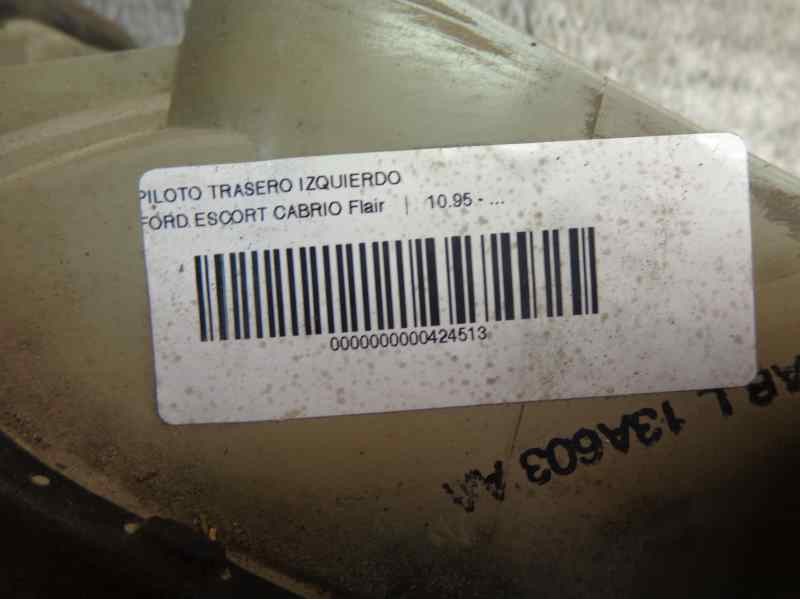 PILOTO TRASERO IZQUIERDO
FORD ESCORT CABRIO Flair | 10.95 - ...
0000000000424513
13A603 AA